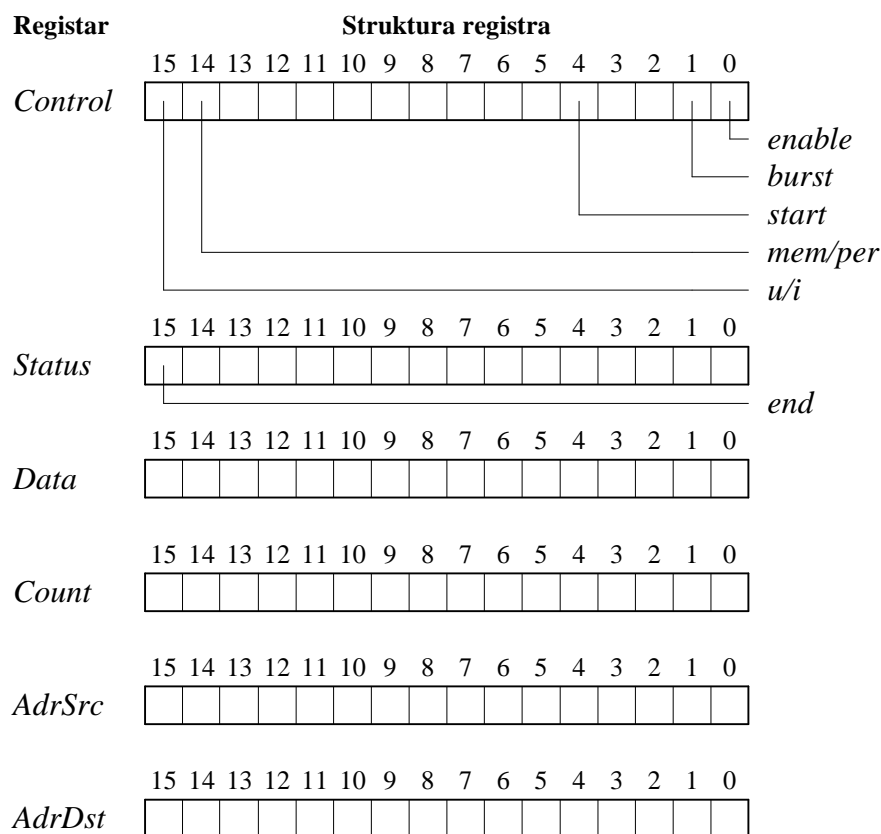 Registar Struktura registra
15 14 13 12 11 10 9 8 7 6 5 4 3 2 1 0
Control
enable
burst
start
mem/per
u/i
15 14 13 12 11 10 9 8 7 6 5 4 3 2 1 0
Status
end
15 14 13 12 11 10 9 8 7 6 5 4 3 2 1 0
Data
15 14 13 12 11 10 9 8 7 6 5 4 3 2 1 0
Count
15 14 13 12 11 10 9 8 7 6 5 4 3 2 1 0
AdrSrc
15 14 13 12 11 10 9 8 7 6 5 4 3 2 1 0
AdrDst